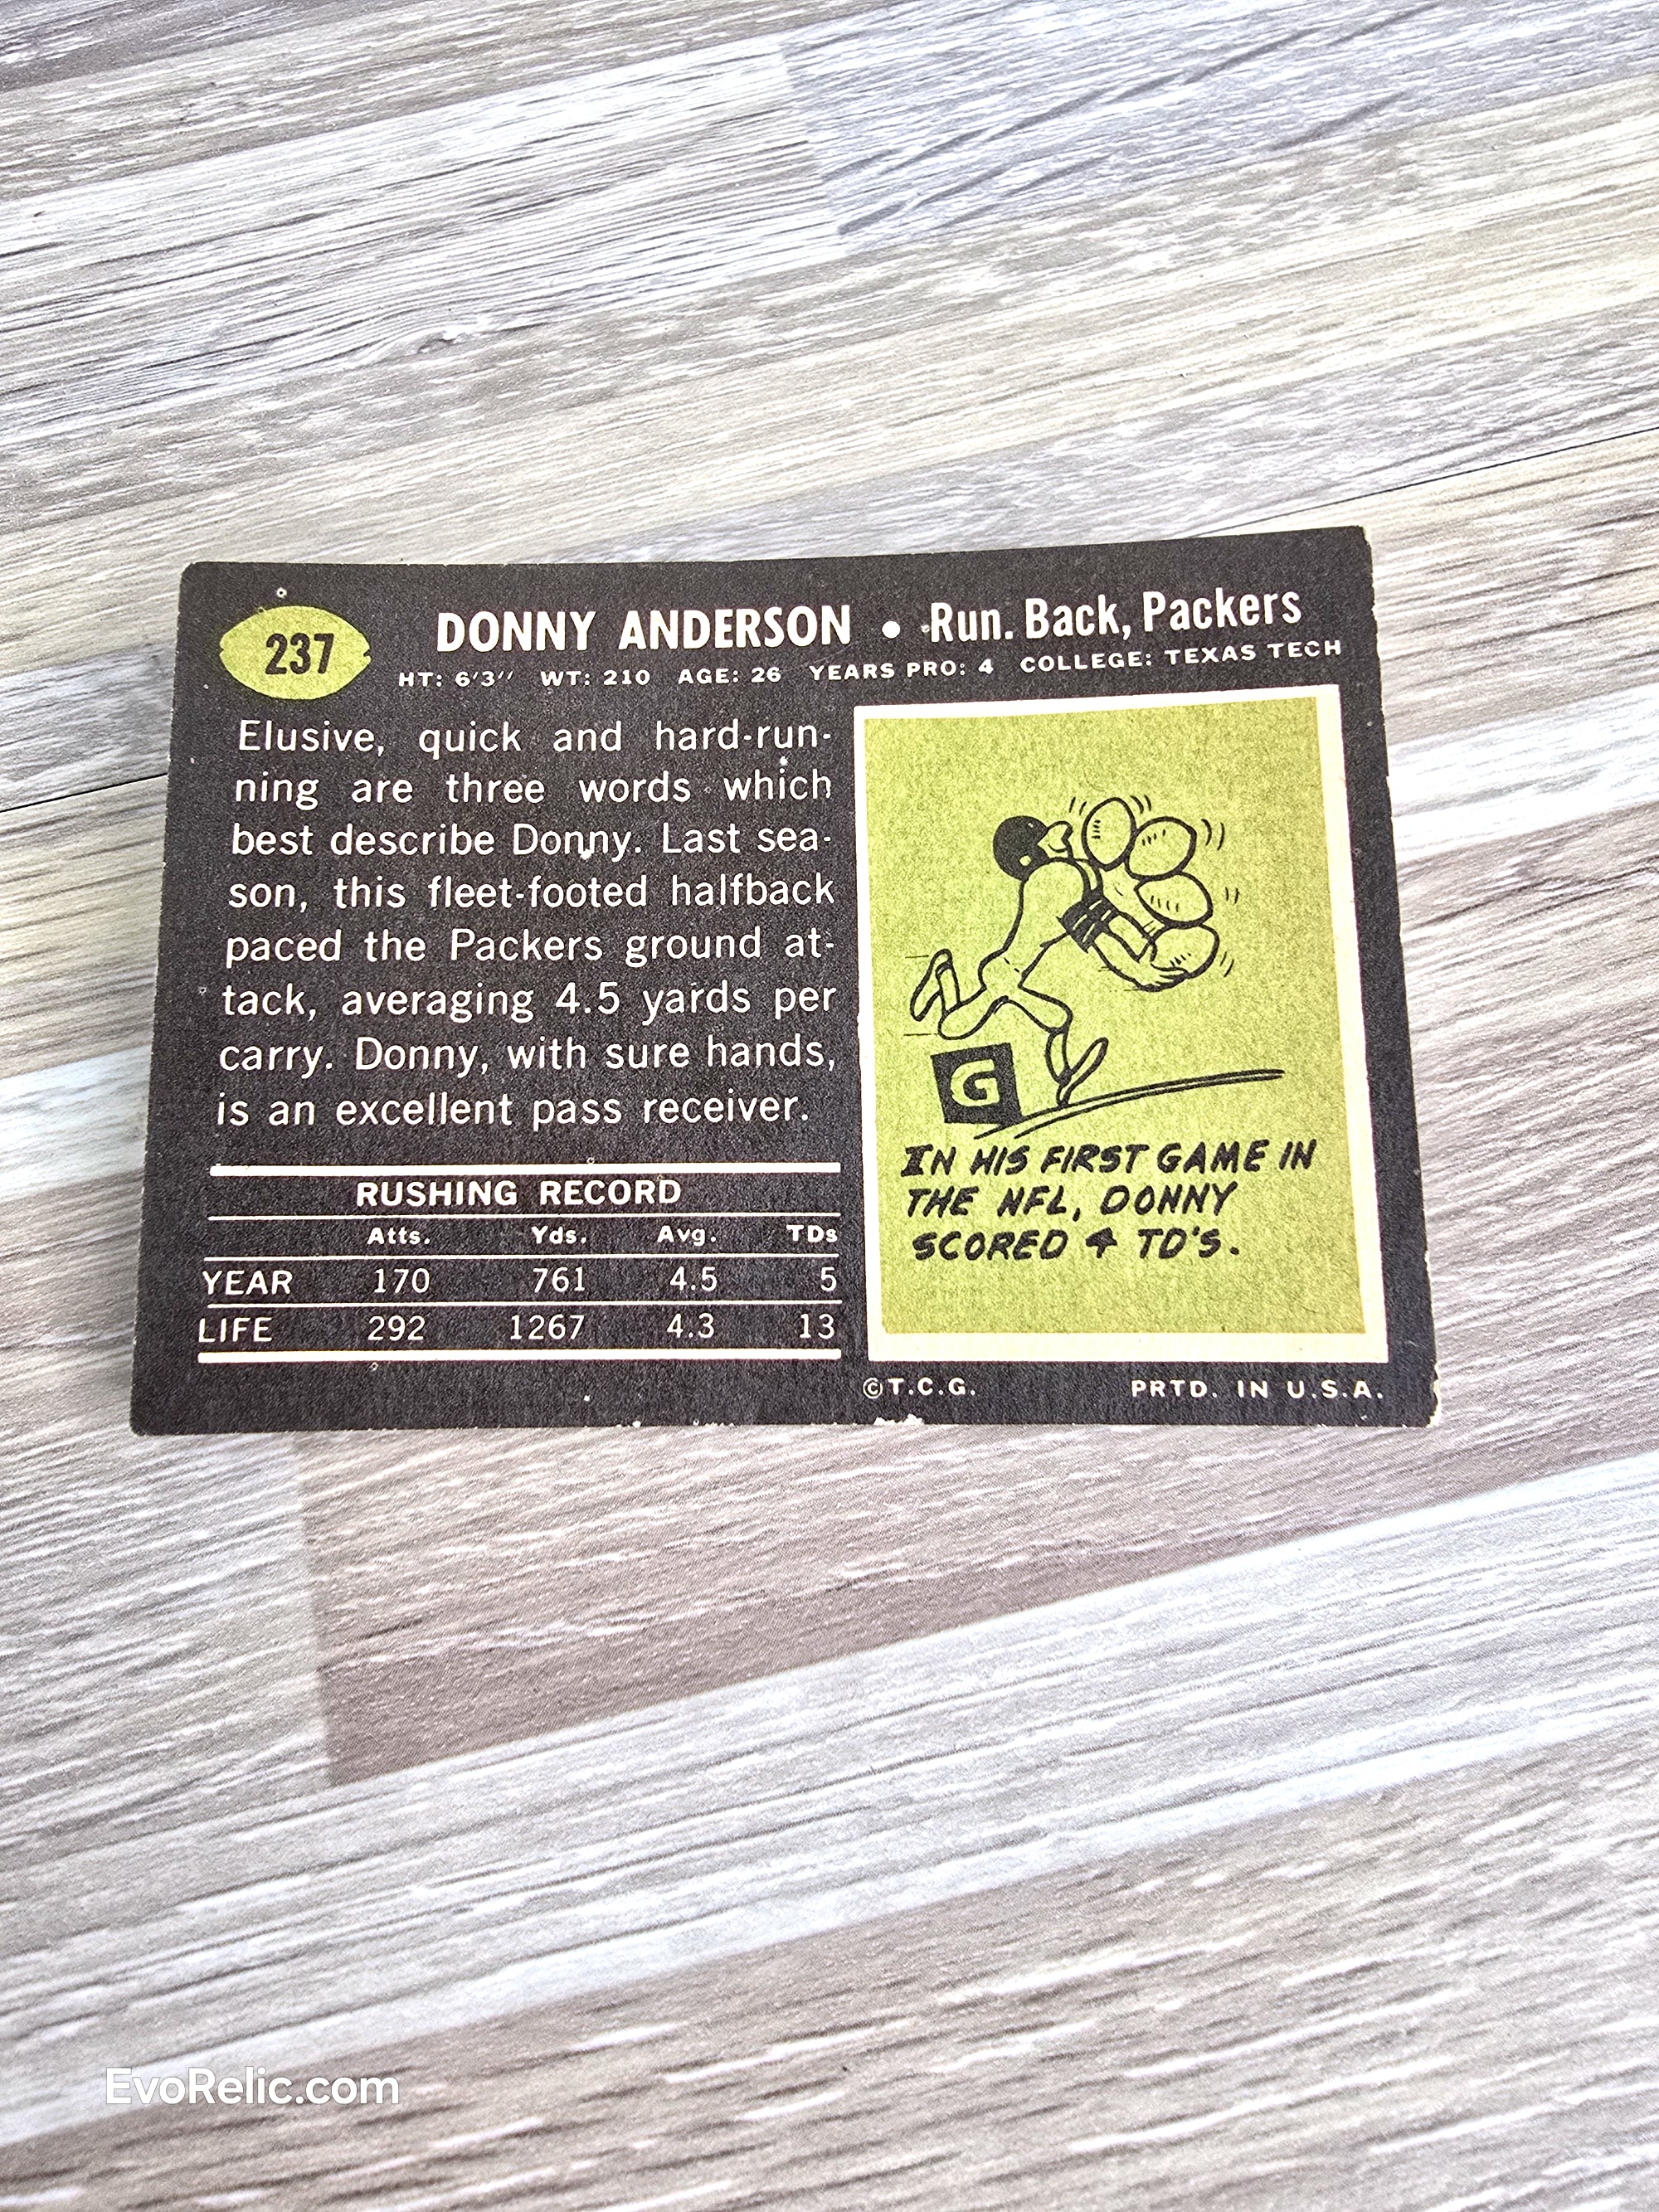 237
DONNY ANDERSON • Run. Back, Packers
HT: 6'3'' WT: 210 AGE: 26 YEARS PRO: 4 COLLEGE: TEXAS TECH
Elusive, quick and hard-run-
ning are three words which
best describe Donny. Last sea-
son, this fleet-footed halfback
paced the Packers ground at-
tack, averaging 4.5 yards per
carry. Donny, with sure hands,
is an excellent pass receiver.
RUSHING RECORD
Atts. Yds. Avg. TDs
YEAR 170 761 4.5 5
LIFE 292 1267 4.3 13
G
IN HIS FIRST GAME IN
THE NFL, DONNY
SCORED 4 TD'S.
©T.C.G. PRTD. IN U.S.A.
EvoRelic.com